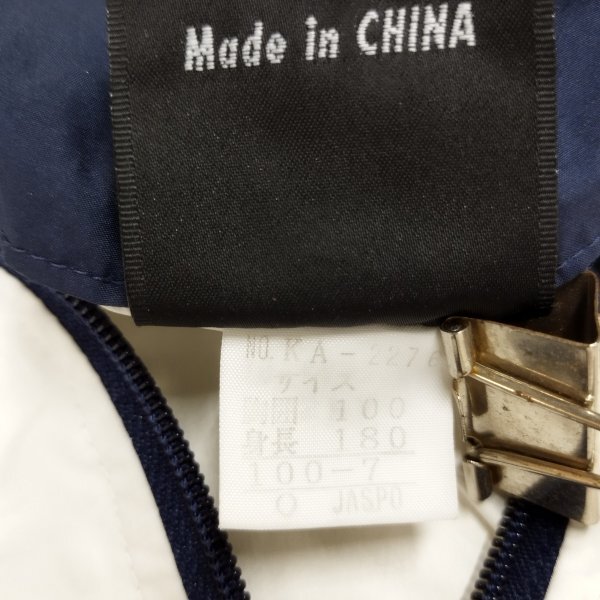 Made in CHINA
NO. KA-2276
サイズ
胸囲 100
身長 180
100-7
O JASPO